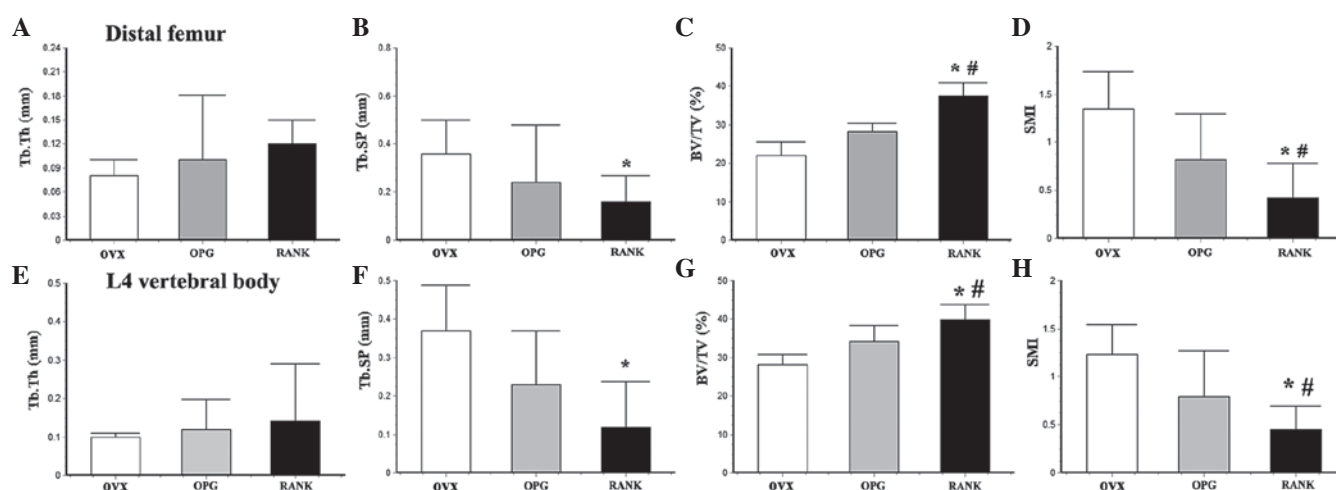 A
Distal femur
Tb.Th (mm)
0.24
0.21
0.18
0.15
0.12
0.09
0.06
0.03
0
OVX OPG RANK
B
Tb.SP (mm)
0.8
0.6
0.4
0.2
0
*
OVX OPG RANK
C
BV/TV (%)
50
40
30
20
10
0
* #
OVX OPG RANK
D
SMI
2
1.5
1
0.5
0
* #
OVX OPG RANK
E
L4 vertebral body
Tb.Th (mm)
0.5
0.4
0.3
0.2
0.1
0
OVX OPG RANK
F
Tb.SP (mm)
0.5
0.4
0.3
0.2
0.1
0
*
OVX OPG RANK
G
BV/TV (%)
50
40
30
20
10
0
* #
OVX OPG RANK
H
SMI
2
1.5
1
0.5
0
* #
OVX OPG RANK